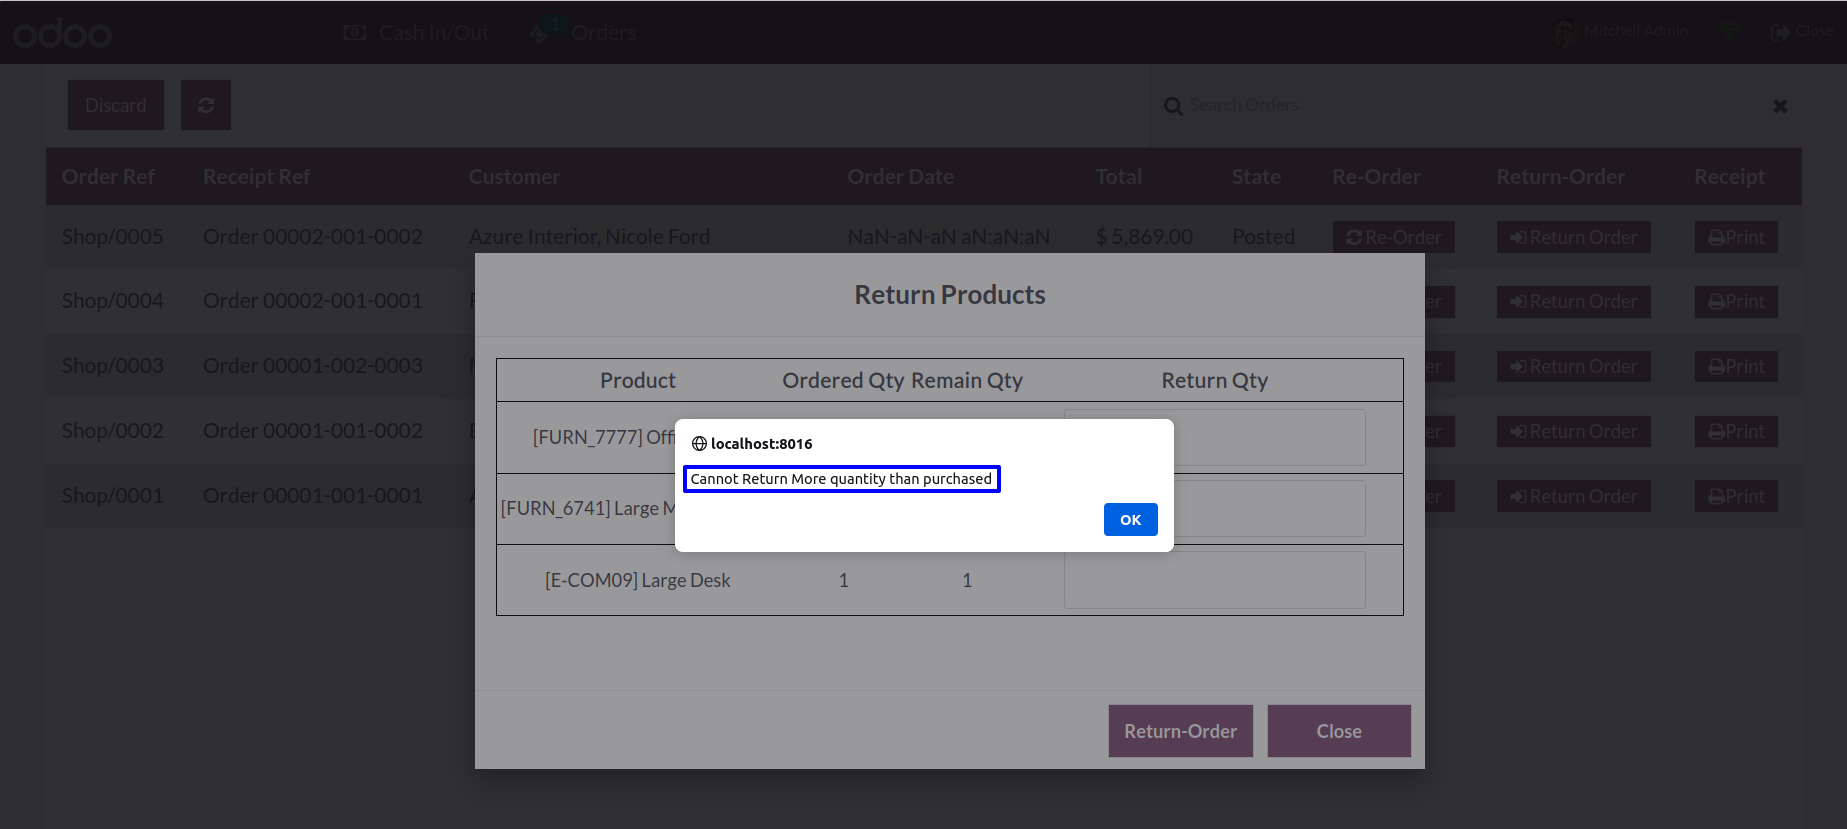 odoo
Cash In/Out
1
Orders
Mitchell Admin
Close
Discard
Search Orders
Order Ref Receipt Ref Customer Order Date Total State Re-Order Return-Order Receipt
Shop/0005 Order 00002-001-0002 Azure Interior, Nicole Ford NaN-aN-aN aN:aN:aN $ 5,869.00 Posted Re-Order Return Order Print
Shop/0004 Order 00002-001-0001 Return Order Print
Shop/0003 Order 00001-002-0003 Return Order Print
Shop/0002 Order 00001-001-0002 Return Order Print
Shop/0001 Order 00001-001-0001 Return Order Print
Return Products
Product Ordered Qty Remain Qty Return Qty
[FURN_7777] Offi
[FURN_6741] Large M
[E-COM09] Large Desk 1 1
localhost:8016
Cannot Return More quantity than purchased
OK
Return-Order
Close